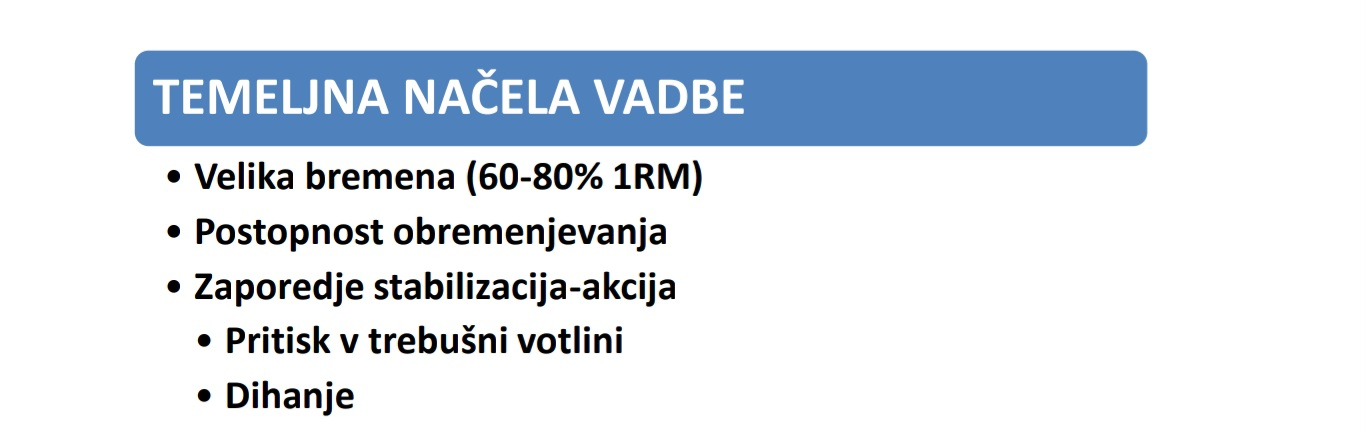 TEMELJNA NAČELA VADBE
• Velika bremena (60-80% 1RM)
• Postopnost obremenjevanja
• Zaporedje stabilizacija-akcija
• Pritisk v trebušni votlini
• Dihanje